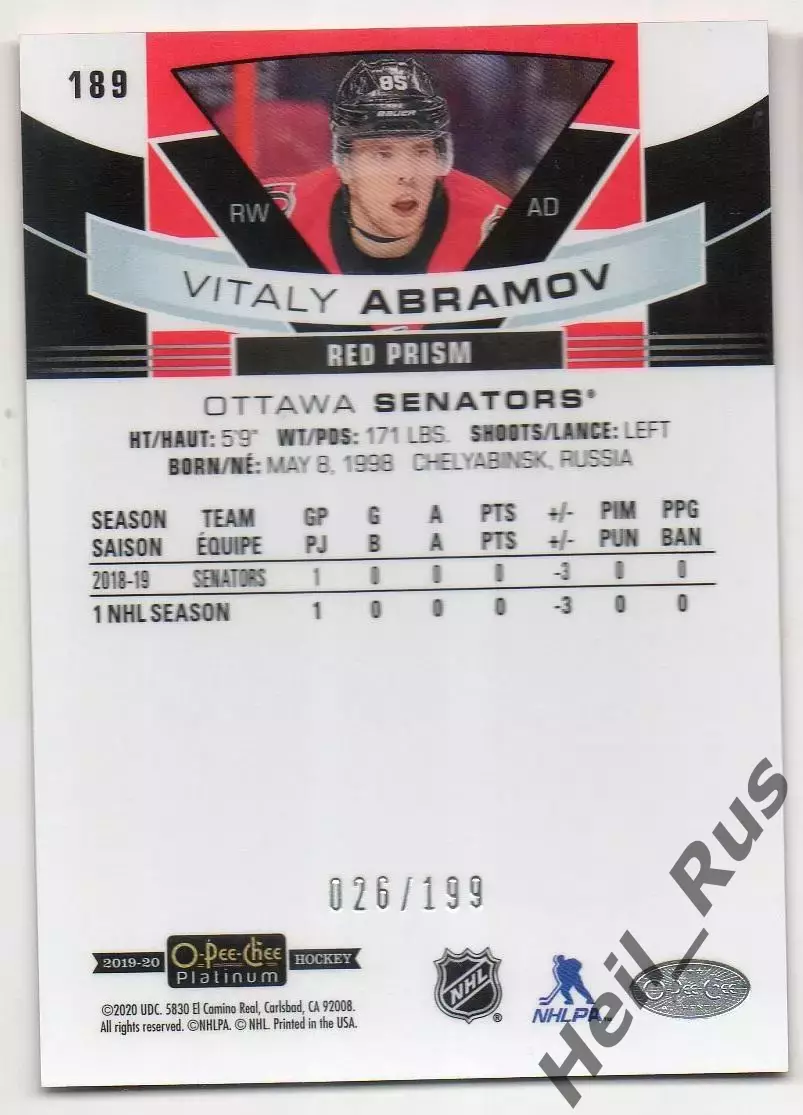 189
85
BAUER
RW
AD
VITALY ABRAMOV
RED PRISM
OTTAWA SENATORS®
HT/HAUT: 5'9" WT/PDS: 171 LBS. SHOOTS/LANCE: LEFT
BORN/NÉ: MAY 8, 1998 CHELYABINSK, RUSSIA
SEASON TEAM GP G A PTS +/- PIM PPG
SAISON ÉQUIPE PJ B A PTS +/- PUN BAN
2018-19 SENATORS 1 0 0 0 -3 0 0
1 NHL SEASON 1 0 0 0 -3 0 0
026/199
2019-20 O-Pee-Chee HOCKEY
Platinum
NHL ®
NHLPA™
O-Pee-Chee
©2020 UDC. 5830 El Camino Real, Carlsbad, CA 92008.
All rights reserved. ©NHLPA. © NHL. Printed in the USA.
Heil_Rus